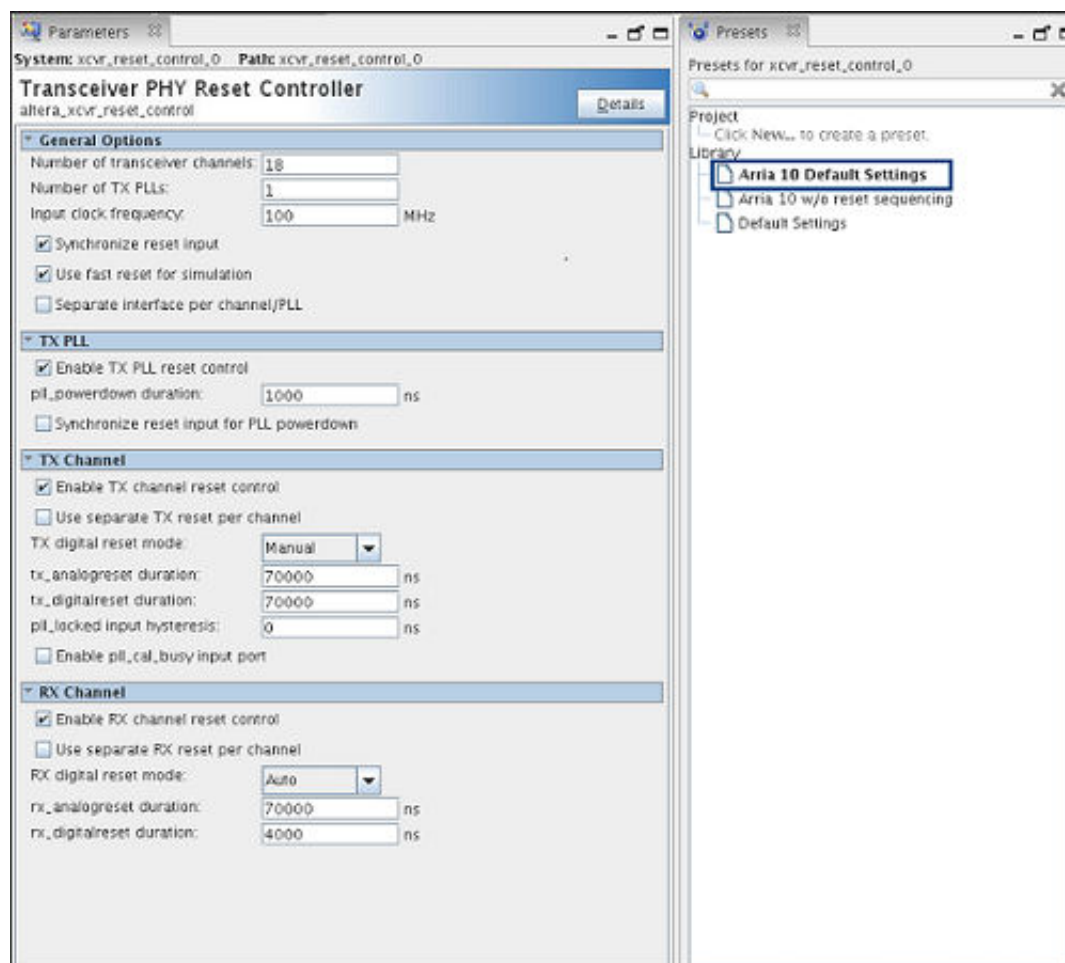 Parameters
System: xcvr_reset_control_0 Path: xcvr_reset_control_0
Transceiver PHY Reset Controller
altera_xcvr_reset_control
Details
General Options
Number of transceiver channels: 18
Number of TX PLLs: 1
Input clock frequency: 100 MHz
Synchronize reset input
Use fast reset for simulation
Separate interface per channel/PLL
TX PLL
Enable TX PLL reset control
pll_powerdown duration: 1000 ns
Synchronize reset input for PLL powerdown
TX Channel
Enable TX channel reset control
Use separate TX reset per channel
TX digital reset mode: Manual
tx_analogreset duration: 70000 ns
tx_digitalreset duration: 70000 ns
pll_locked input hysteresis: 0 ns
Enable pll_cal_busy input port
RX Channel
Enable RX channel reset control
Use separate RX reset per channel
RX digital reset mode: Auto
rx_analogreset duration: 70000 ns
rx_digitalreset duration: 4000 ns
Presets
Presets for xcvr_reset_control_0
Project
Click New... to create a preset.
Library
Arria 10 Default Settings
Arria 10 w/o reset sequencing
Default Settings